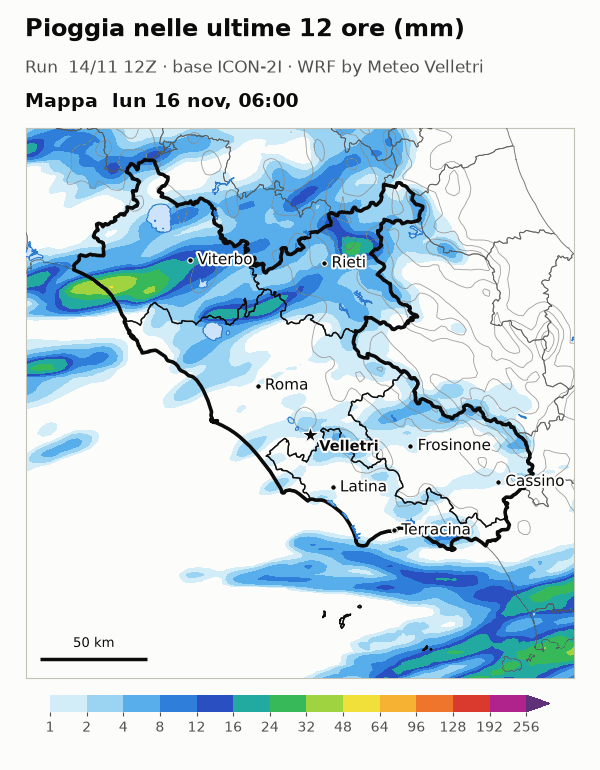 Pioggia nelle ultime 12 ore (mm)
Run  14/11 12Z · base ICON-2I · WRF by Meteo Velletri
Mappa  lun 16 nov, 06:00
Viterbo
Rieti
Roma
Velletri
Frosinone
Latina
Cassino
Terracina
50 km
1 2 4 8 12 16 24 32 48 64 96 128 192 256